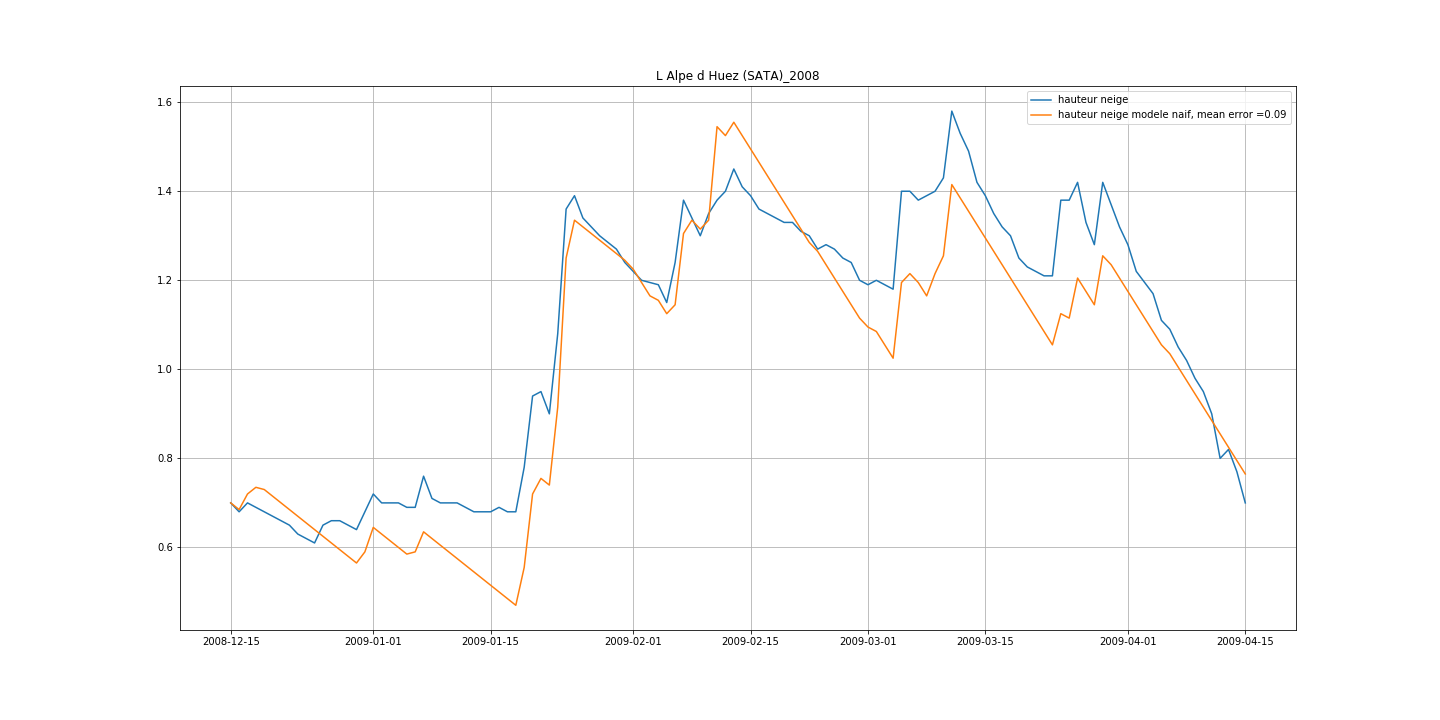 L Alpe d Huez (SATA)_2008
hauteur neige
hauteur neige modele naif, mean error =0.09
1.6
1.4
1.2
1.0
0.8
0.6
2008-12-15 2009-01-01 2009-01-15 2009-02-01 2009-02-15 2009-03-01 2009-03-15 2009-04-01 2009-04-15